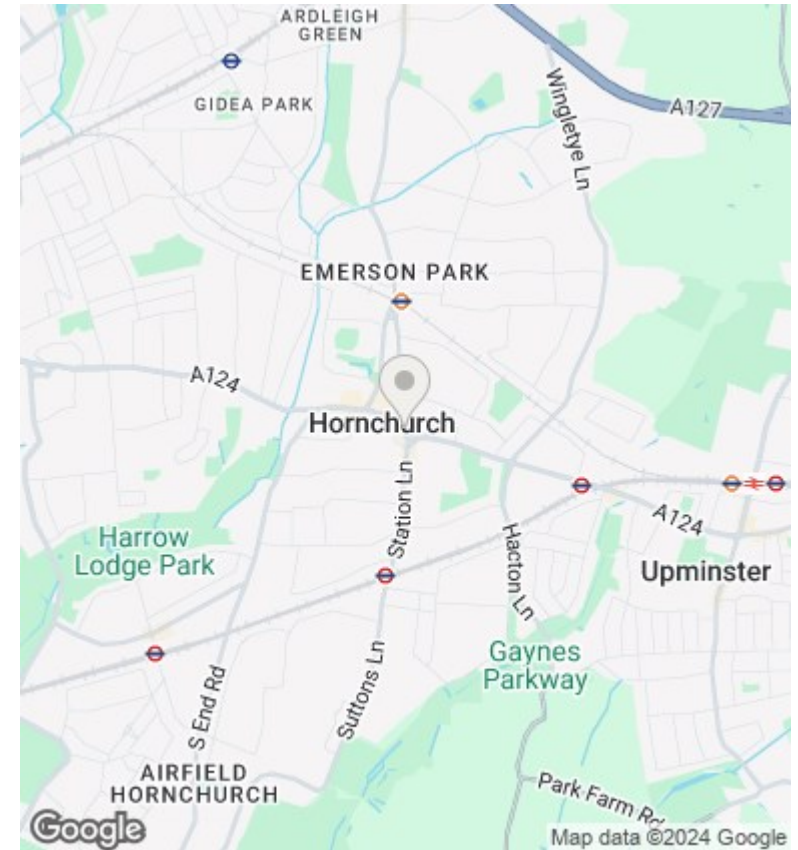 ARDLEIGH
GREEN
GIDEA PARK
Wingletye Ln
A127
EMERSON PARK
A124
Hornchurch
Station Ln
A124
Harrow
Lodge Park
Hacton Ln
Upminster
Gaynes
Parkway
S End Rd
Suttons Ln
AIRFIELD
HORNCHURCH
Park Farm Rd
Google
Map data ©2024 Google